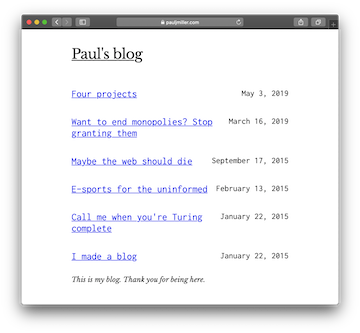 pauljmiller.com
Paul's blog
Four projects May 3, 2019
Want to end monopolies? Stop March 16, 2019
granting them
Maybe the web should die September 17, 2015
E-sports for the uninformed February 13, 2015
Call me when you're Turing January 22, 2015
complete
I made a blog January 22, 2015
This is my blog. Thank you for being here.